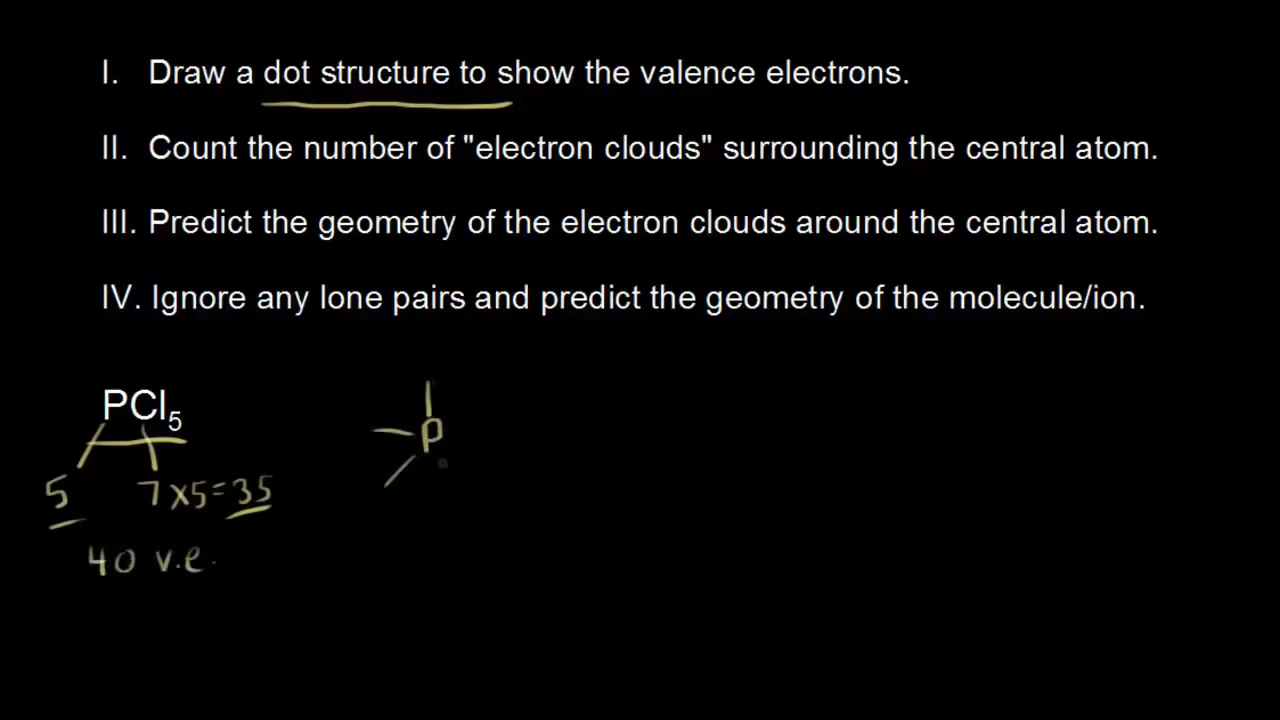 I. Draw a dot structure to show the valence electrons.
II. Count the number of "electron clouds" surrounding the central atom.
III. Predict the geometry of the electron clouds around the central atom.
IV. Ignore any lone pairs and predict the geometry of the molecule/ion.
PCl₅
P
5 7 x5=35
40 v.e.